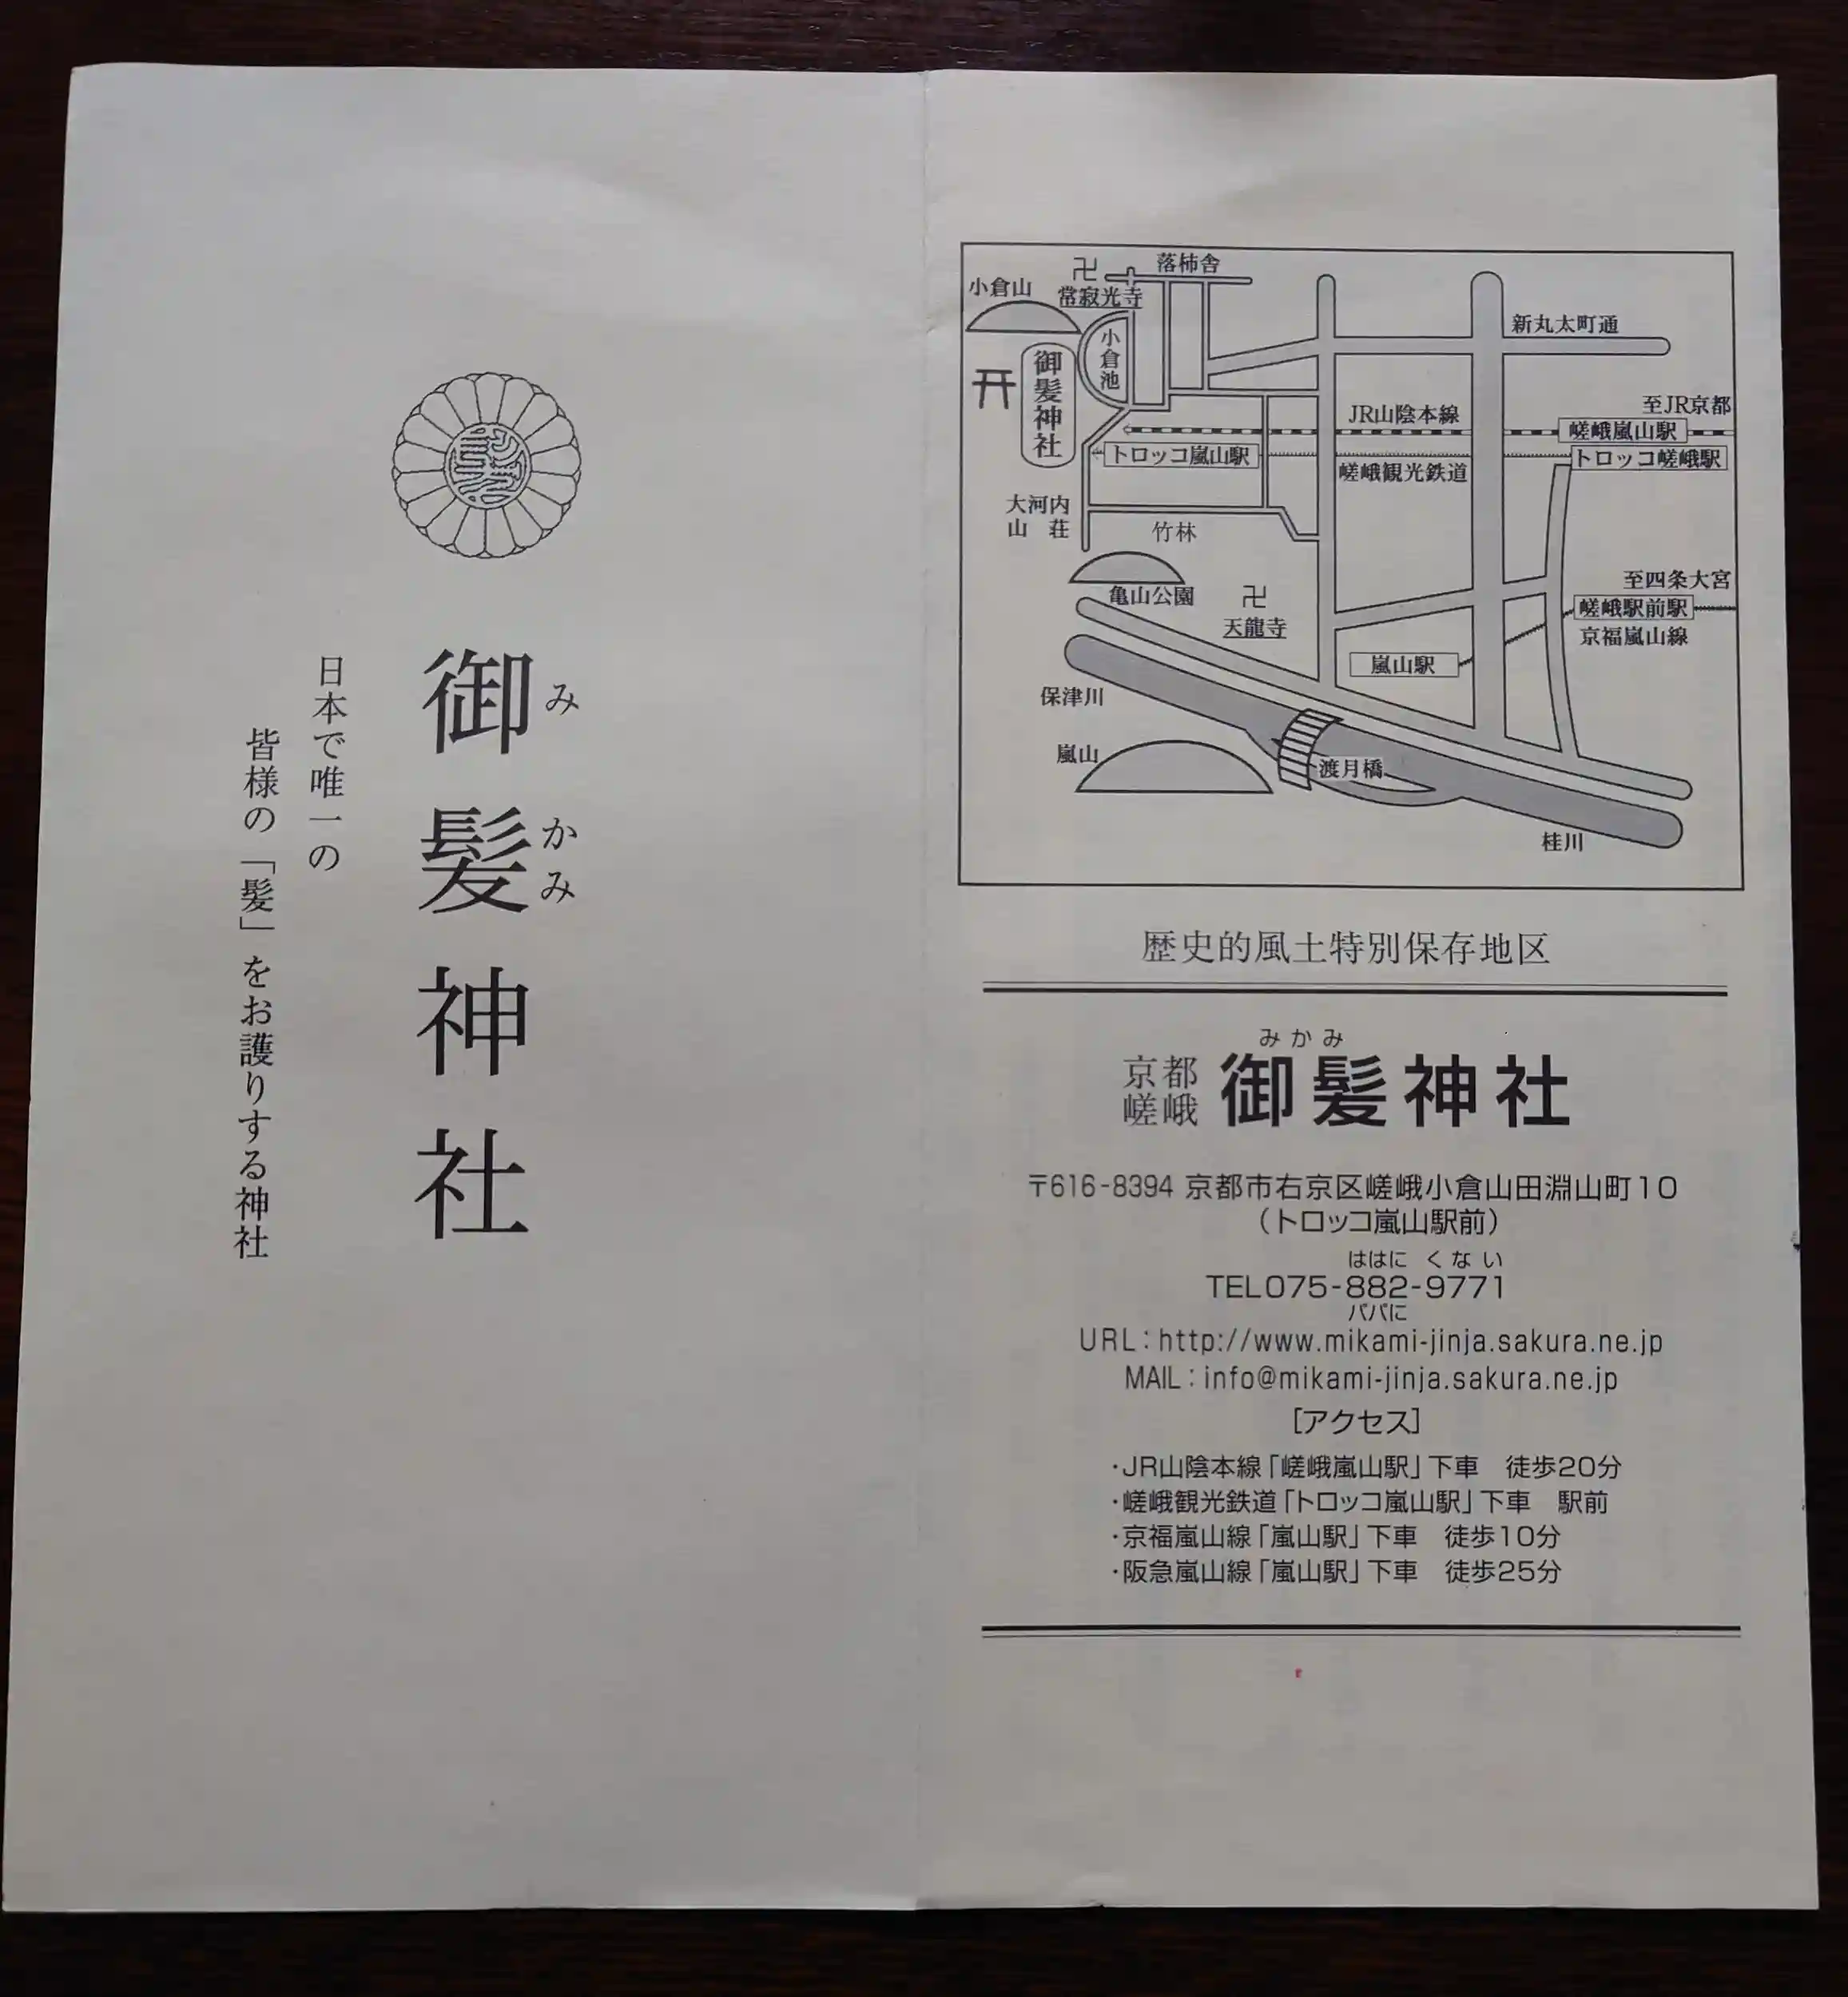 御髪神社
みかみ
日本で唯一の
皆様の「髪」をお護りする神社
小倉山
卍
常寂光寺
落柿舎
小倉池
御髪神社
新丸太町通
至JR京都
JR山陰本線
嵯峨嵐山駅
トロッコ嵐山駅
嵯峨観光鉄道
トロッコ嵯峨駅
大河内
山 荘
竹林
亀山公園
卍
天龍寺
至四条大宮
嵯峨駅前駅
京福嵐山線
嵐山駅
保津川
嵐山
渡月橋
桂川
歴史的風土特別保存地区
みかみ
京都
嵯峨
御髪神社
〒616-8394 京都市右京区嵯峨小倉山田淵山町10
（トロッコ嵐山駅前）
ははに くない
TEL075-882-9771
パパに
URL：http://www.mikami-jinja.sakura.ne.jp
MAIL：info@mikami-jinja.sakura.ne.jp
［アクセス］
・JR山陰本線「嵯峨嵐山駅」下車 徒歩20分
・嵯峨観光鉄道「トロッコ嵐山駅」下車 駅前
・京福嵐山線「嵐山駅」下車 徒歩10分
・阪急嵐山線「嵐山駅」下車 徒歩25分